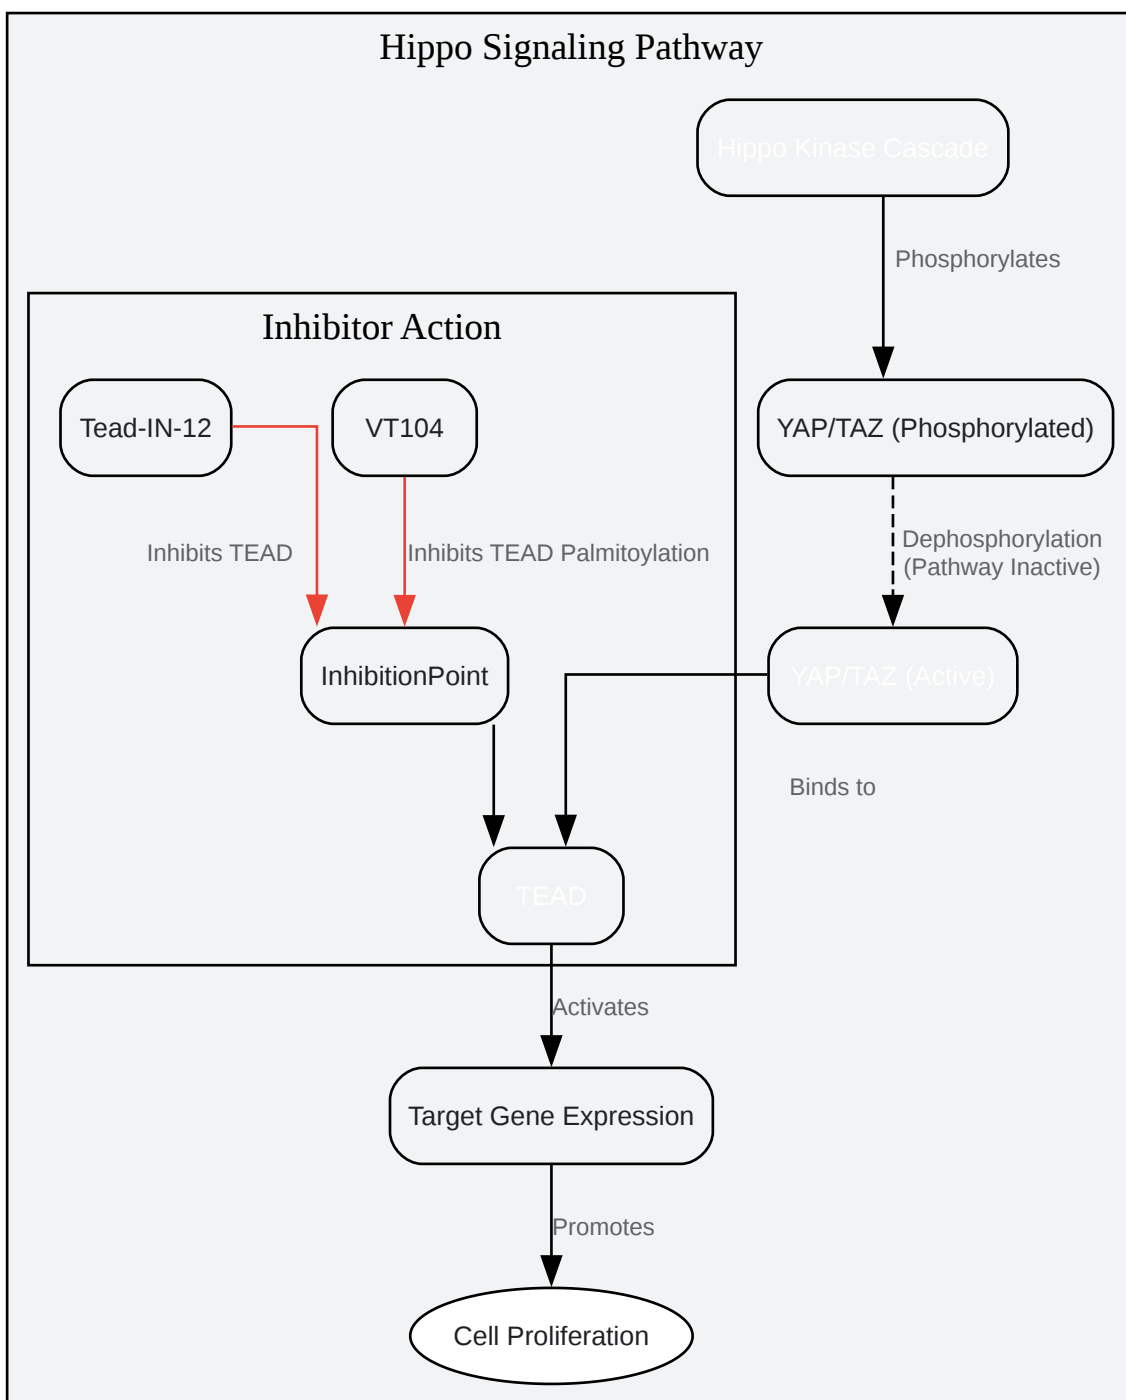 Hippo Signaling Pathway
Hippo Kinase Cascade
Phosphorylates
Inhibitor Action
Tead-IN-12
VT104
YAP/TAZ (Phosphorylated)
Inhibits TEAD
Inhibits TEAD Palmitoylation
Dephosphorylation
(Pathway Inactive)
InhibitionPoint
YAP/TAZ (Active)
Binds to
TEAD
Activates
Target Gene Expression
Promotes
Cell Proliferation